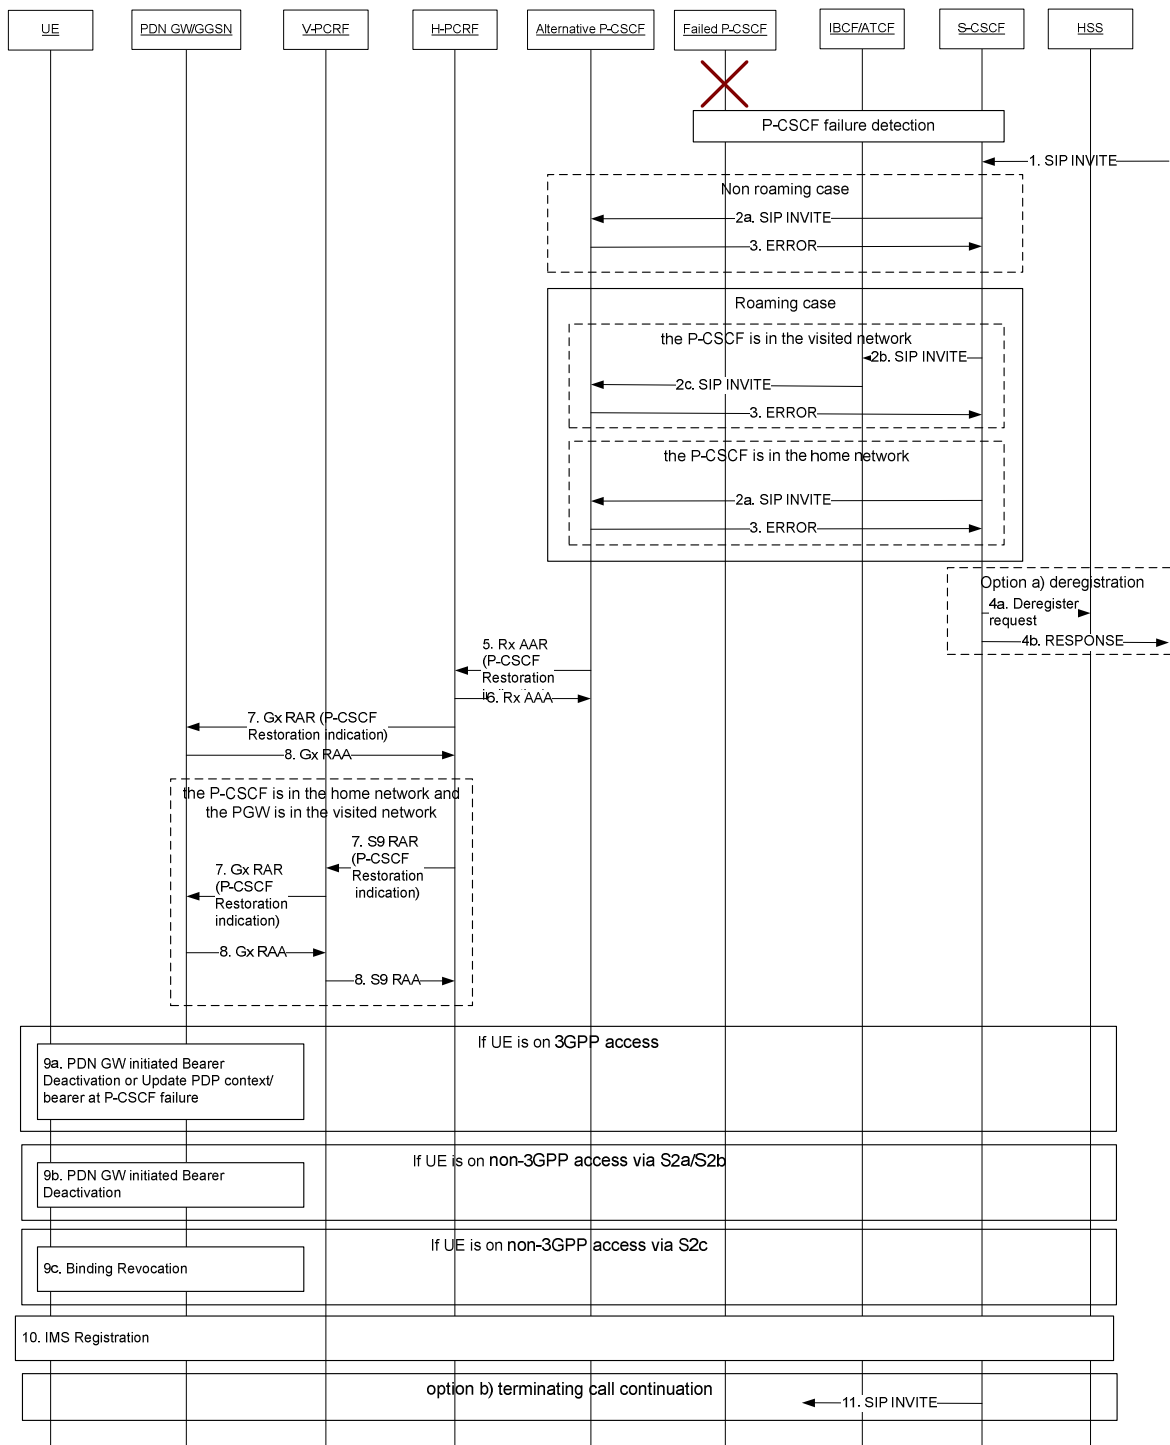 UE
PDN GW/GGSN
V-PCRF
H-PCRF
Alternative P-CSCF
Failed P-CSCF
IBCF/ATCF
S-CSCF
HSS
P-CSCF failure detection
1. SIP INVITE
Non roaming case
2a. SIP INVITE
3. ERROR
Roaming case
the P-CSCF is in the visited network
2b. SIP INVITE
2c. SIP INVITE
3. ERROR
the P-CSCF is in the home network
2a. SIP INVITE
3. ERROR
Option a) deregistration
4a. Deregister
request
4b. RESPONSE
5. Rx AAR
(P-CSCF
Restoration
6. Rx AAA
7. Gx RAR (P-CSCF
Restoration indication)
8. Gx RAA
the P-CSCF is in the home network and
the PGW is in the visited network
7. S9 RAR
(P-CSCF
Restoration
indication)
7. Gx RAR
(P-CSCF
Restoration
indication)
8. Gx RAA
8. S9 RAA
If UE is on 3GPP access
9a. PDN GW initiated Bearer
Deactivation or Update PDP context/
bearer at P-CSCF failure
If UE is on non-3GPP access via S2a/S2b
9b. PDN GW initiated Bearer
Deactivation
If UE is on non-3GPP access via S2c
9c. Binding Revocation
10. IMS Registration
option b) terminating call continuation
11. SIP INVITE